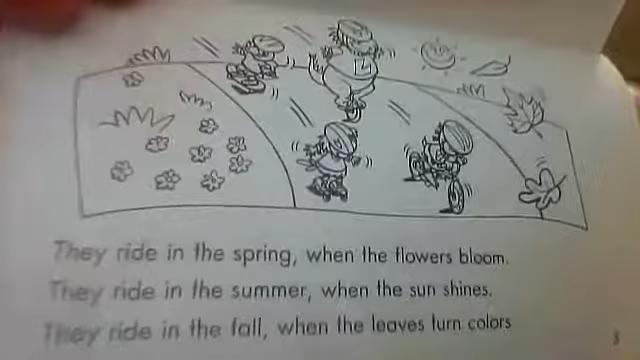 They ride in the spring, when the flowers bloom.
They ride in the summer, when the sun shines.
They ride in the fall, when the leaves turn colors
3